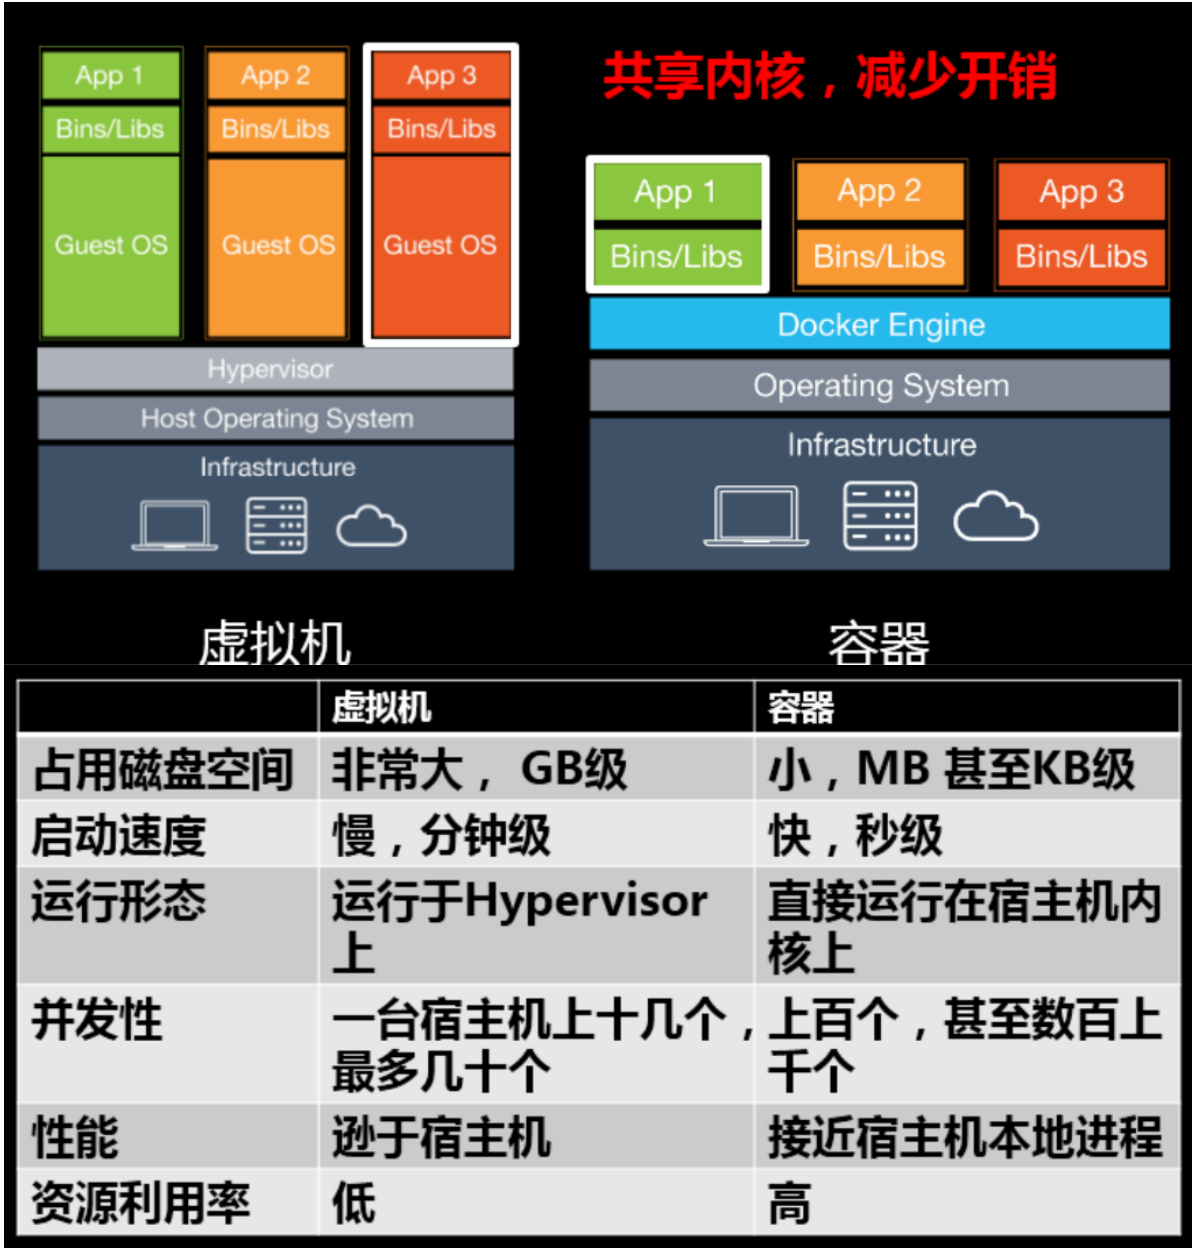 App 1
App 2
App 3
Bins/Libs
Bins/Libs
Bins/Libs
Guest OS
Guest OS
Guest OS
Hypervisor
Host Operating System
Infrastructure
虚拟机
共享内核，减少开销
App 1
App 2
App 3
Bins/Libs
Bins/Libs
Bins/Libs
Docker Engine
Operating System
Infrastructure
容器
虚拟机
容器
占用磁盘空间
非常大， GB级
小，MB 甚至KB级
启动速度
慢，分钟级
快，秒级
运行形态
运行于Hypervisor
上
直接运行在宿主机内
核上
并发性
一台宿主机上十几个，
最多几十个
上百个，甚至数百上
千个
性能
逊于宿主机
接近宿主机本地进程
资源利用率
低
高